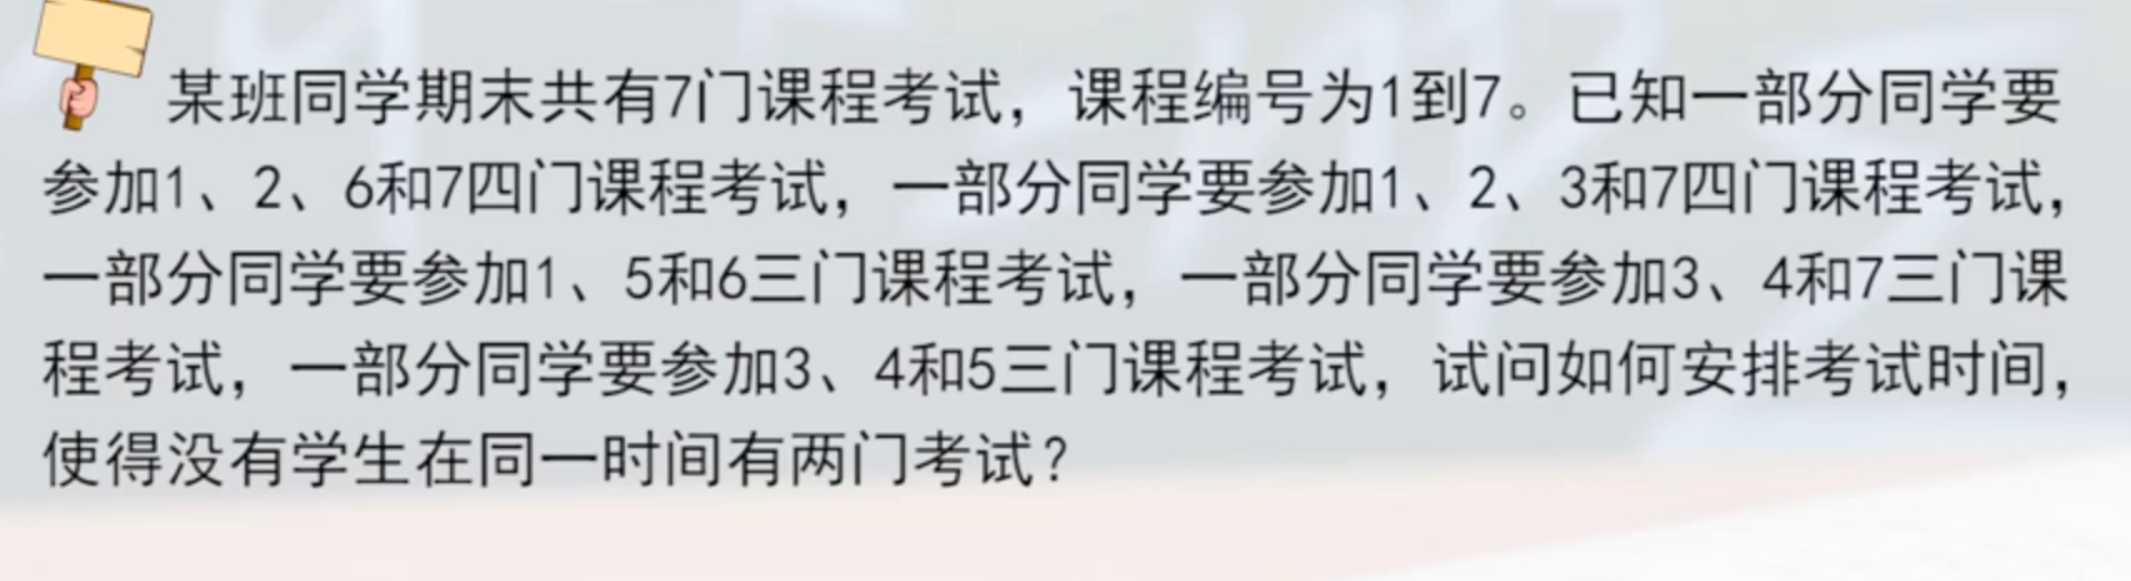 某班同学期末共有7门课程考试，课程编号为1到7。已知一部分同学要
参加1、2、6和7四门课程考试，一部分同学要参加1、2、3和7四门课程考试，
一部分同学要参加1、5和6三门课程考试，一部分同学要参加3、4和7三门课
程考试，一部分同学要参加3、4和5三门课程考试，试问如何安排考试时间，
使得没有学生在同一时间有两门考试？